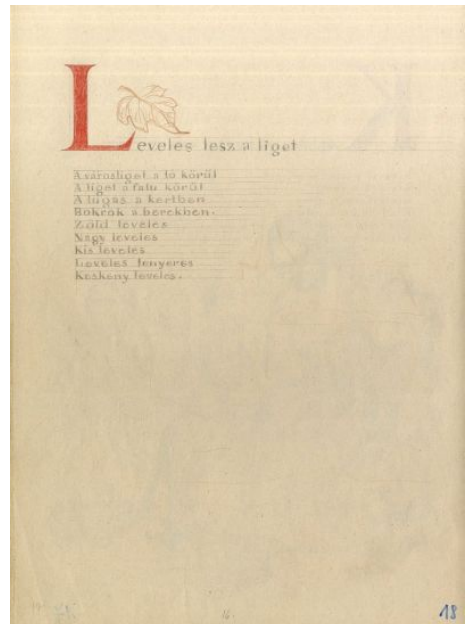 Leveles lesz a liget
A városliget a tó körül
A liget a falu körül
A lugas a kertben
Bokrok a berekben.
Zöld leveles
Nagy leveles
Kis leveles
Leveles tenyeres
Keskeny leveles.
18